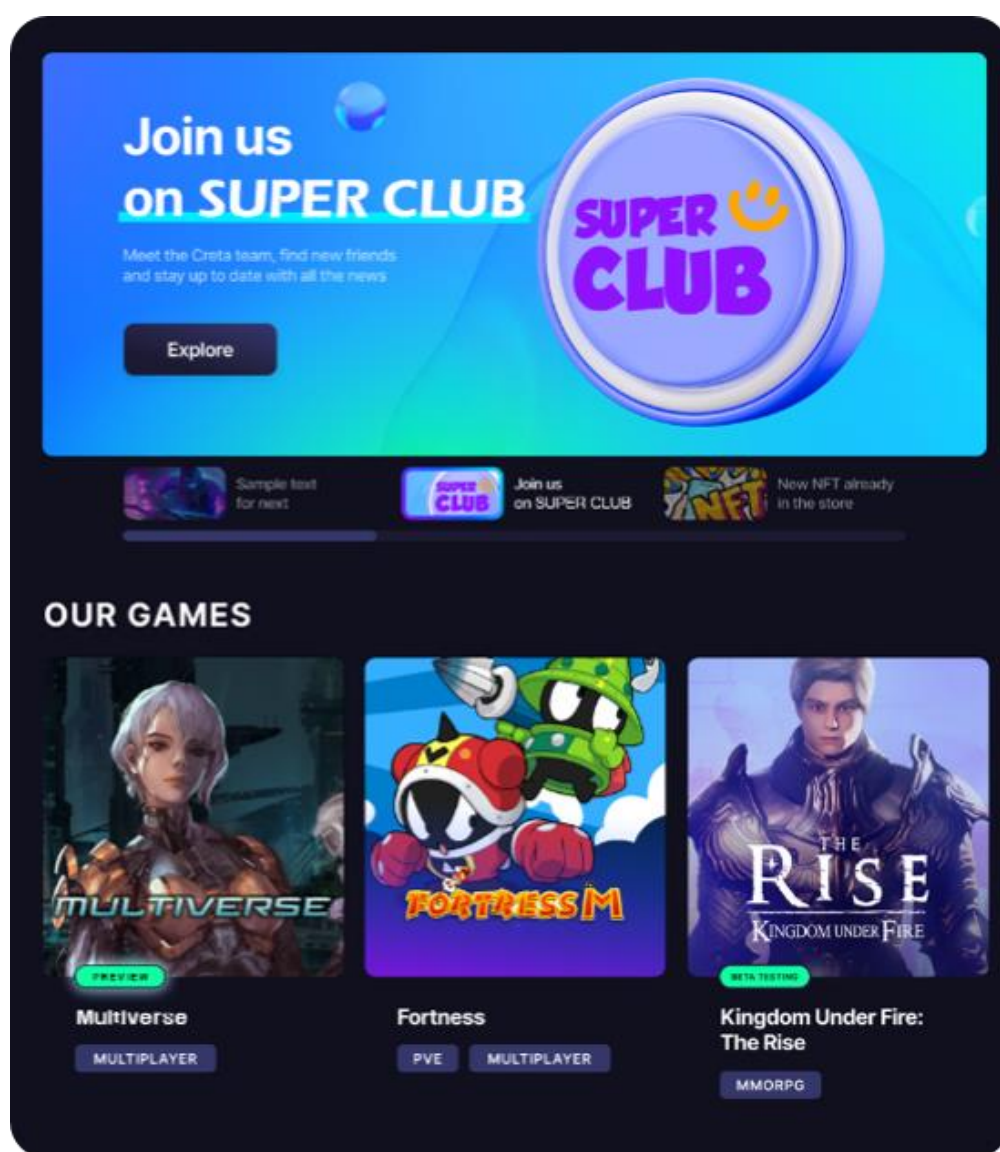 Join us
on SUPER CLUB
Meet the Creta team, find new friends
and stay up to date with all the news
Explore
SUPER
CLUB
Sample text
for next
SUPER
CLUB
Join us
on SUPER CLUB
NFT
New NFT already
in the store
OUR GAMES
MULTIVERSE
FORTRESS M
THE
RISE
KINGDOM UNDER FIRE
PREVIEW
BETA TESTING
Multiverse
Fortness
Kingdom Under Fire:
The Rise
MULTIPLAYER
PVE
MULTIPLAYER
MMORPG